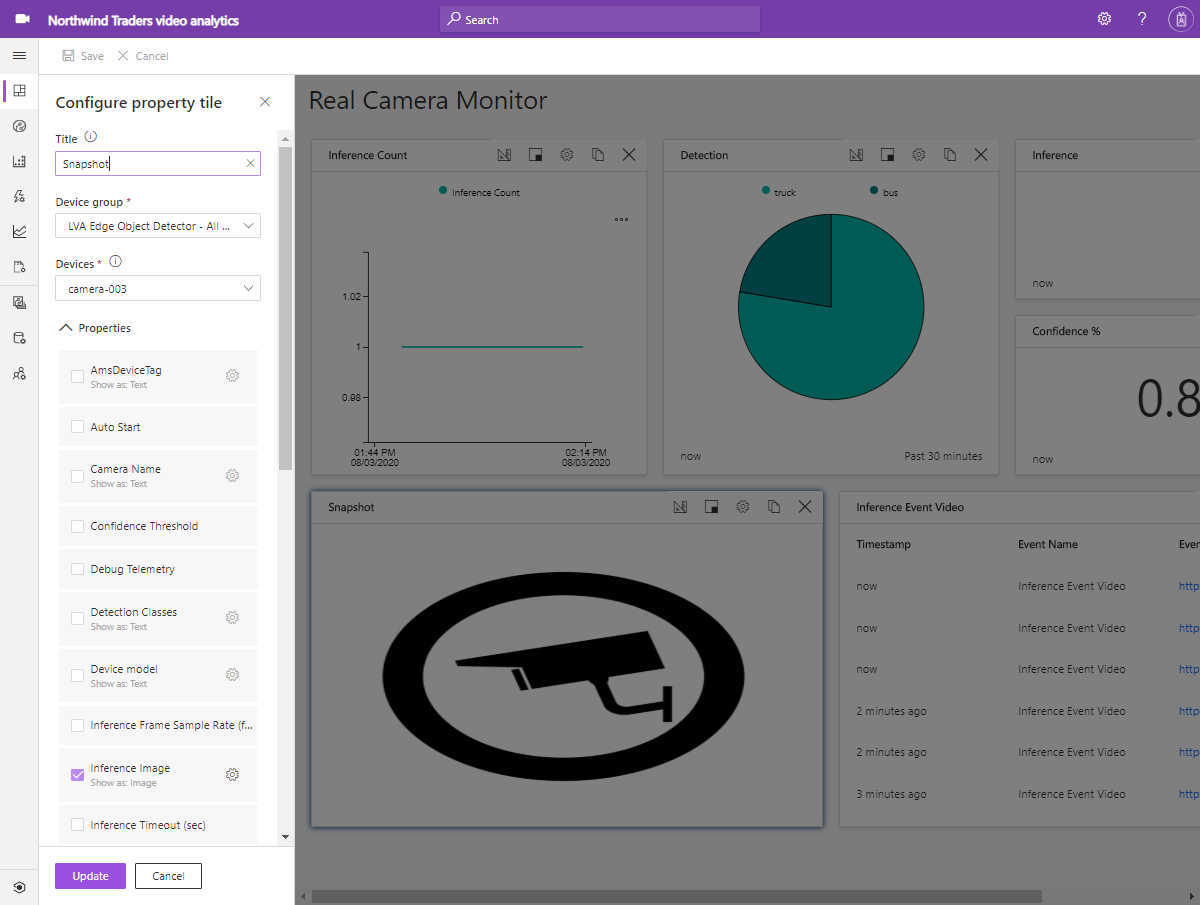 Northwind Traders video analytics
Search
Save
Cancel
Configure property tile
Title
Snapshot
Device group *
LVA Edge Object Detector - All ...
Devices *
camera-003
Properties
AmsDeviceTag
Show as: Text
Auto Start
Camera Name
Show as: Text
Confidence Threshold
Debug Telemetry
Detection Classes
Show as: Text
Device model
Show as: Text
Inference Frame Sample Rate (f...
Inference Image
Show as: Image
Inference Timeout (sec)
Update
Cancel
Real Camera Monitor
Inference Count
Inference Count
1.02
1
0.98
01:44 PM
08/03/2020
02:14 PM
08/03/2020
Detection
truck
bus
now
Past 30 minutes
Inference
now
Confidence %
0.8
now
Snapshot
Inference Event Video
Timestamp Event Name Even
now Inference Event Video http
now Inference Event Video http
now Inference Event Video http
2 minutes ago Inference Event Video http
2 minutes ago Inference Event Video http
3 minutes ago Inference Event Video http